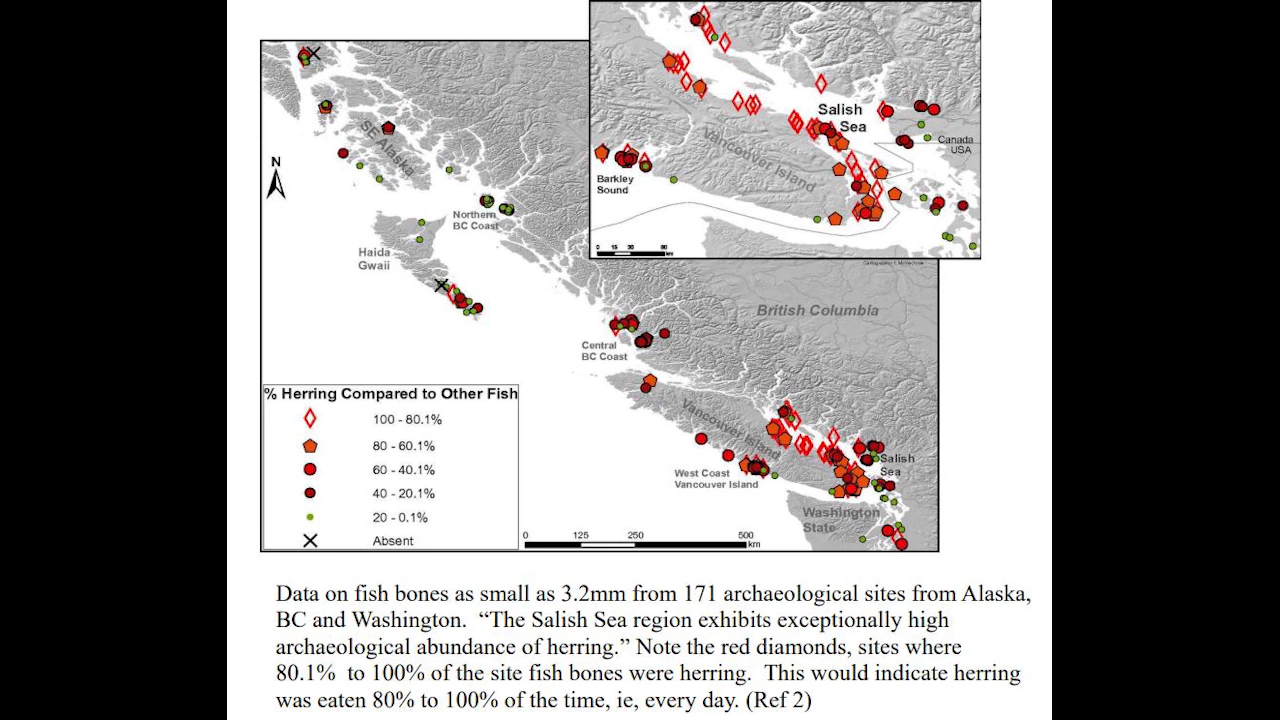 Salish
Sea
Canada
USA
Vancouver Island
Barkley
Sound
0 15 30 60
km
SE Alaska
N
Northern
BC Coast
Haida
Gwaii
British Columbia
Central
BC Coast
% Herring Compared to Other Fish
100 - 80.1%
80 - 60.1%
60 - 40.1%
40 - 20.1%
20 - 0.1%
Absent
Vancouver Island
West Coast
Vancouver Island
Salish
Sea
Washington
State
0 125 250 500
km
Data on fish bones as small as 3.2mm from 171 archaeological sites from Alaska,
BC and Washington. “The Salish Sea region exhibits exceptionally high
archaeological abundance of herring.” Note the red diamonds, sites where
80.1% to 100% of the site fish bones were herring. This would indicate herring
was eaten 80% to 100% of the time, ie, every day. (Ref 2)